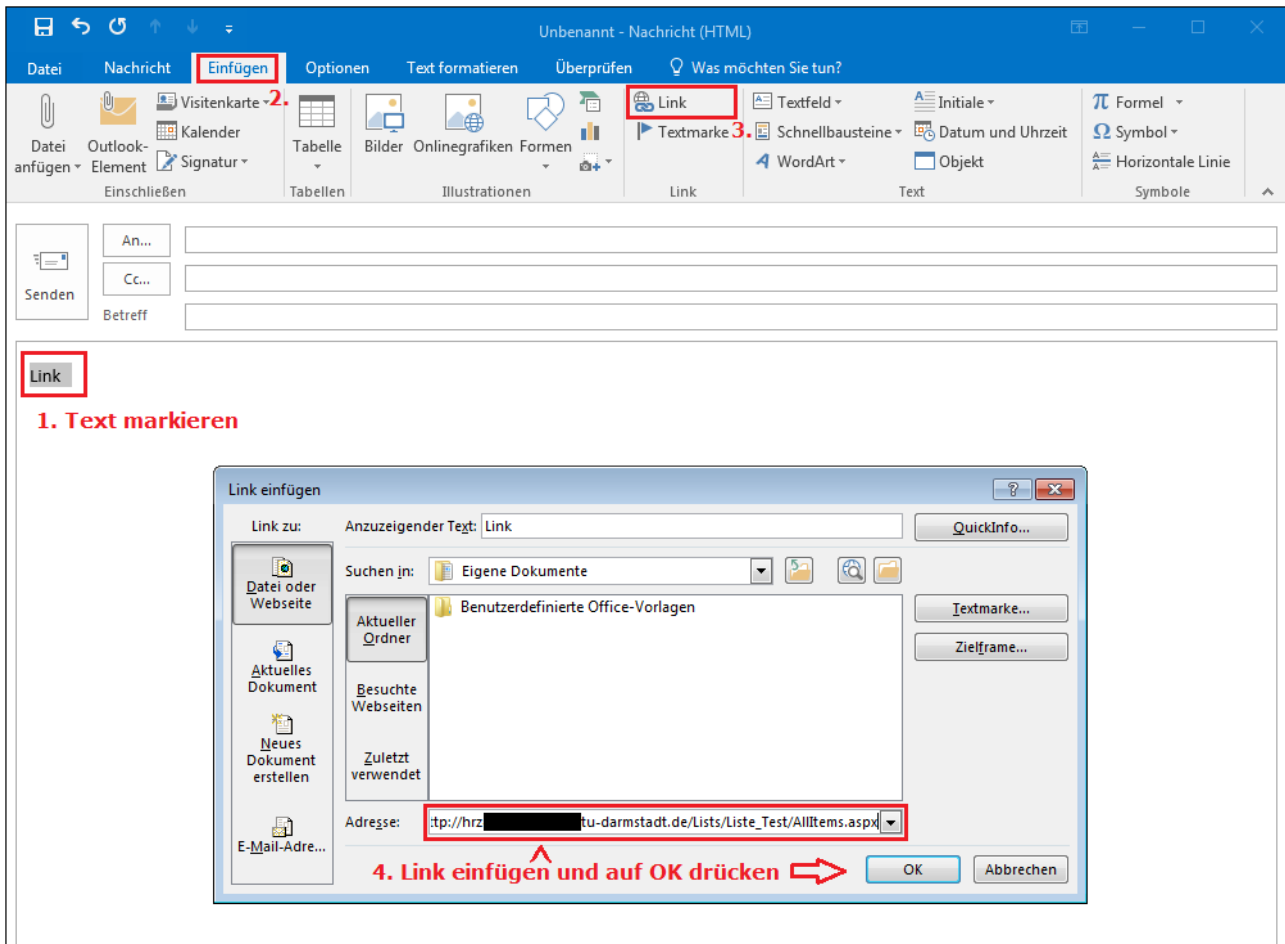 Unbenannt - Nachricht (HTML)
Datei Nachricht Einfügen Optionen Text formatieren Überprüfen Was möchten Sie tun?
2.
Datei anfügen
Outlook-Element
Visitenkarte
Kalender
Signatur
Einschließen
Tabelle
Tabellen
Bilder Onlinegrafiken Formen
Illustrationen
Link
Textmarke
3.
Link
Textfeld
Schnellbausteine
WordArt
Initiale
Datum und Uhrzeit
Objekt
Text
π Formel
Ω Symbol
Horizontale Linie
Symbole
Senden
An...
Cc...
Betreff
Link
1. Text markieren
Link einfügen
Link zu:
Anzuzeigender Text: Link
QuickInfo...
Datei oder
Webseite
Aktuelles
Dokument
Neues
Dokument
erstellen
E-Mail-Adre...
Suchen in: Eigene Dokumente
Aktueller
Ordner
Besuchte
Webseiten
Zuletzt
verwendet
Benutzerdefinierte Office-Vorlagen
Textmarke...
Zielframe...
Adresse: :tp://hrz tu-darmstadt.de/Lists/Liste_Test/AllItems.aspx
4. Link einfügen und auf OK drücken
OK Abbrechen